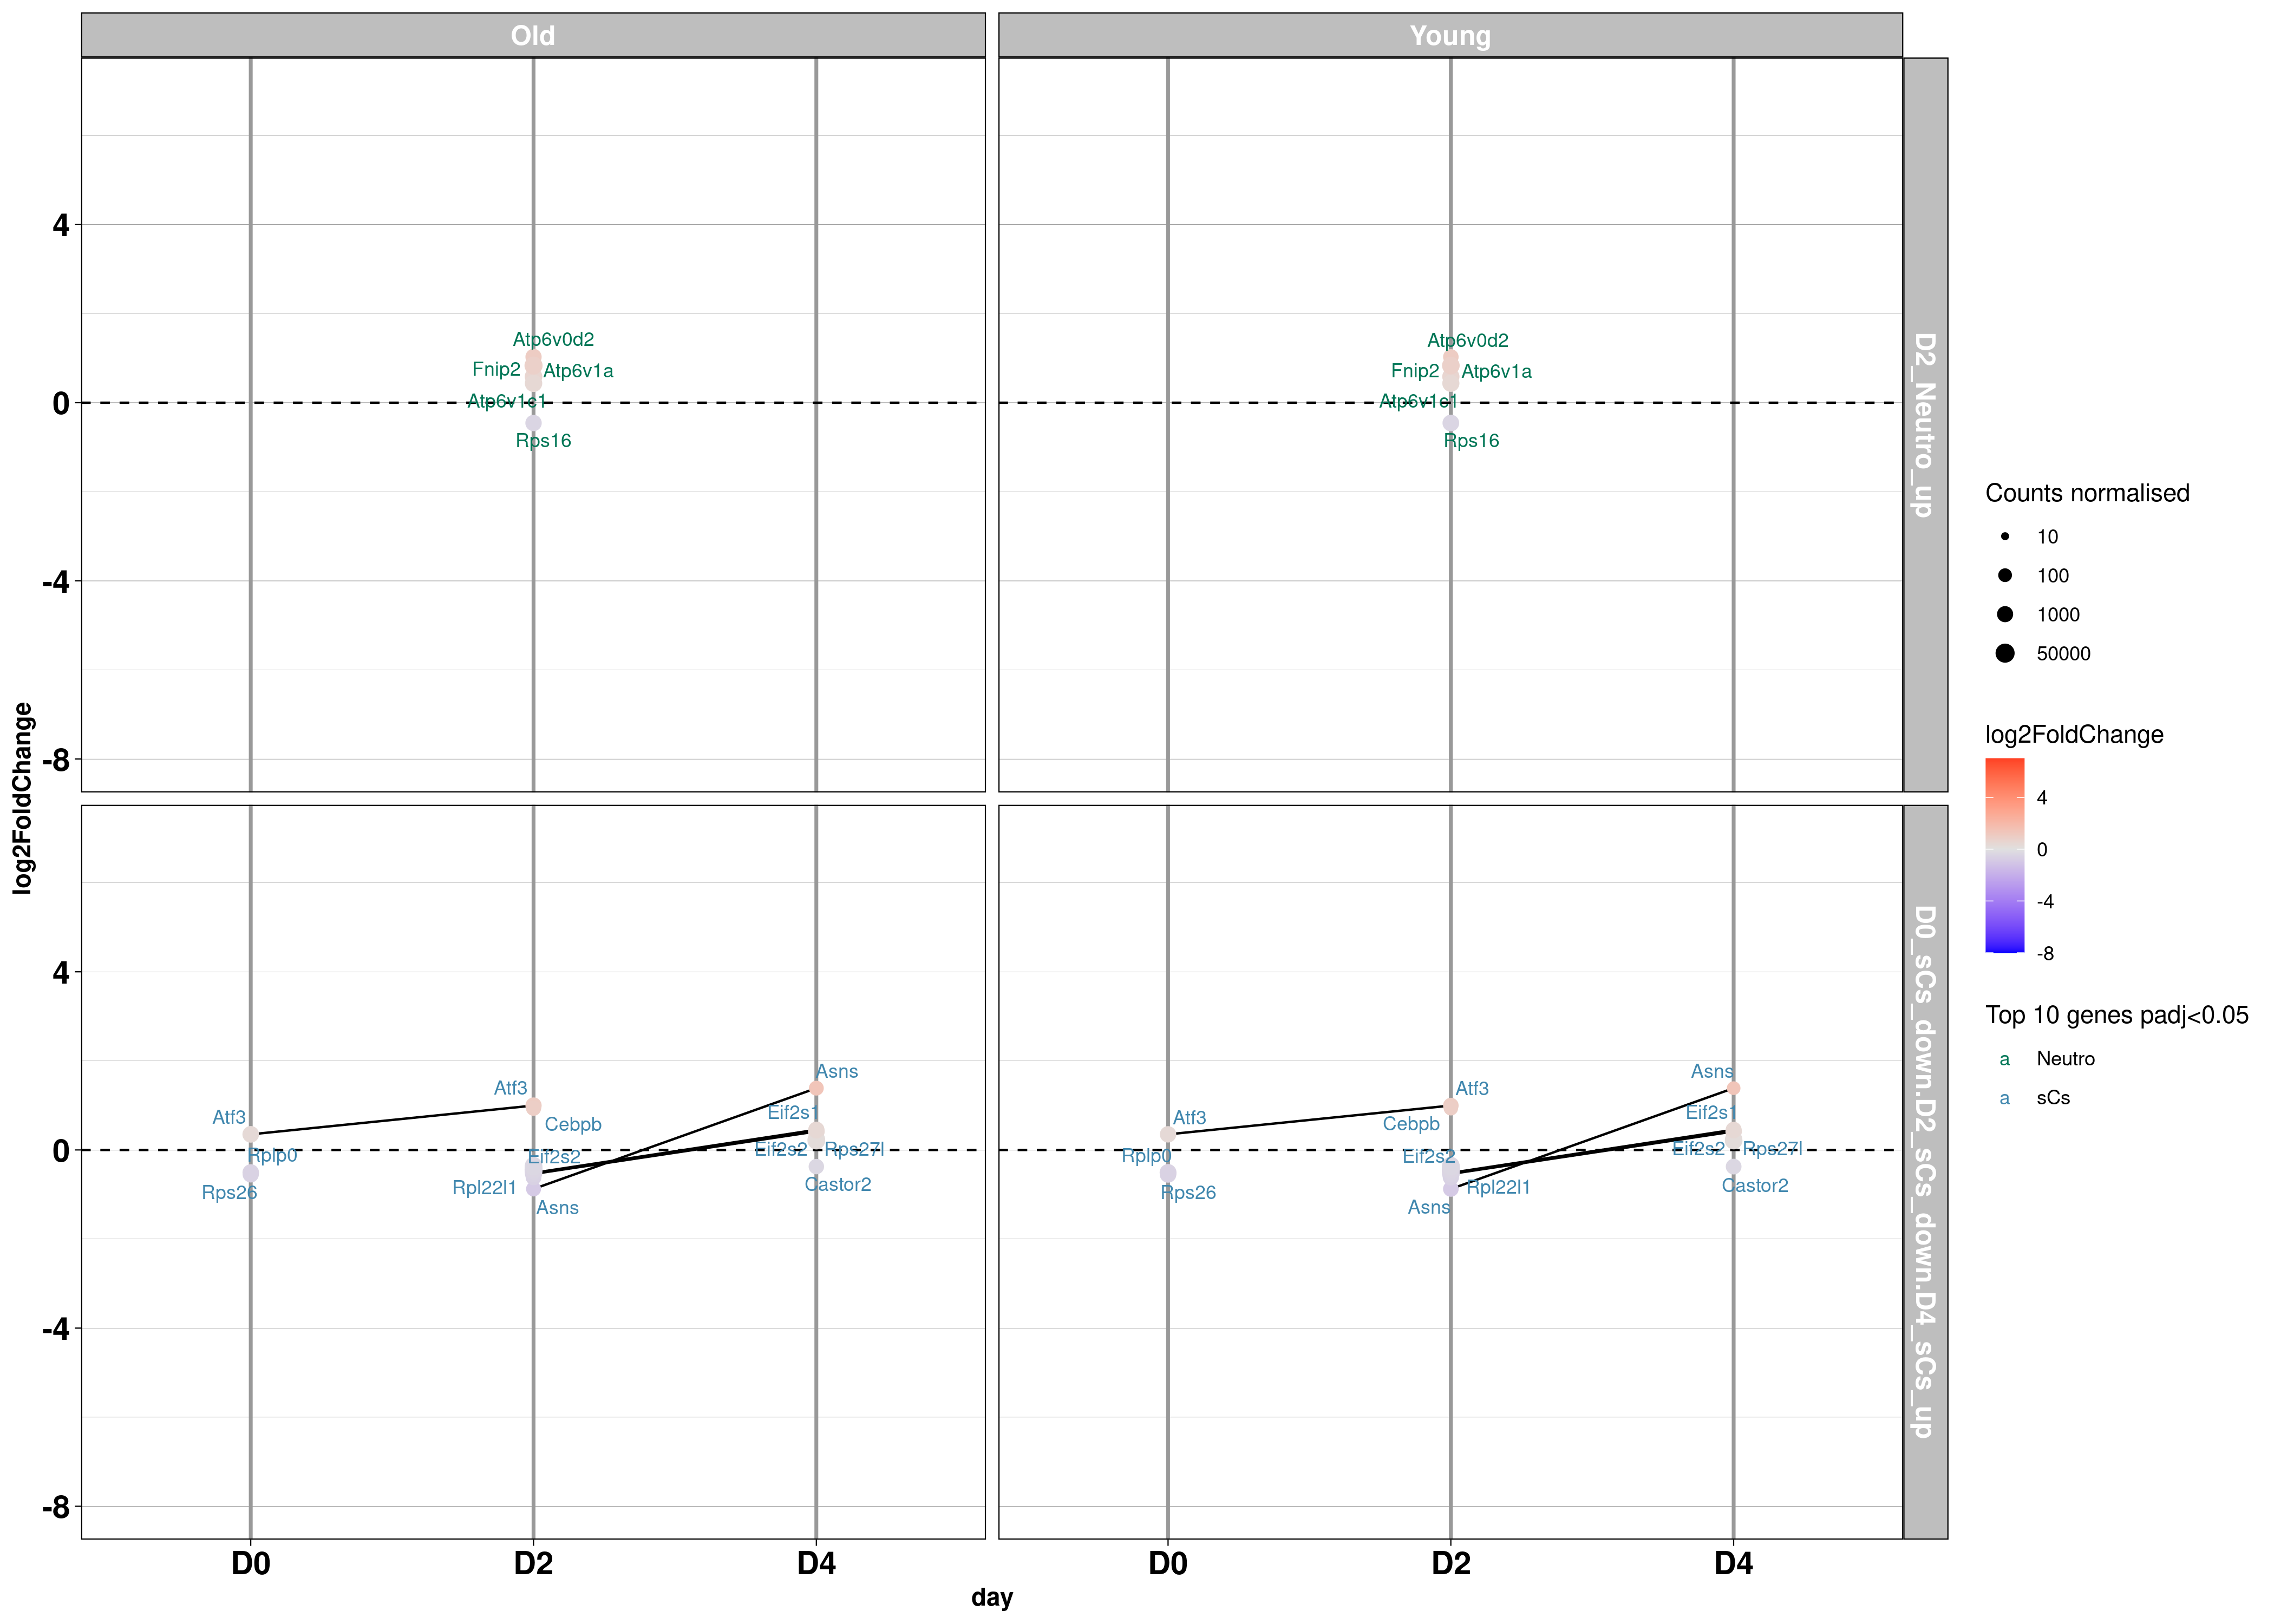 Old
Young
4
0
-4
-8
Atp6v0d2
Fnip2
Atp6v1a
Atp6v1c1
Rps16
Atp6v0d2
Fnip2
Atp6v1a
Atp6v1c1
Rps16
D2_Neutro_up
log2FoldChange
4
0
-4
-8
Atf3
Rplp0
Rps26
Atf3
Cebpb
Eif2s2
Rpl22l1
Asns
Asns
Eif2s1
Eif2s2
Rps27l
Castor2
Atf3
Rplp0
Rps26
Atf3
Cebpb
Eif2s2
Rpl22l1
Asns
Asns
Eif2s1
Eif2s2
Rps27l
Castor2
D0_sCs_down.D2_sCs_down.D4_sCs_up
D0
D2
D4
D0
D2
D4
day
Counts normalised
10
100
1000
50000
log2FoldChange
4
0
-4
-8
Top 10 genes padj<0.05
a Neutro
a sCs